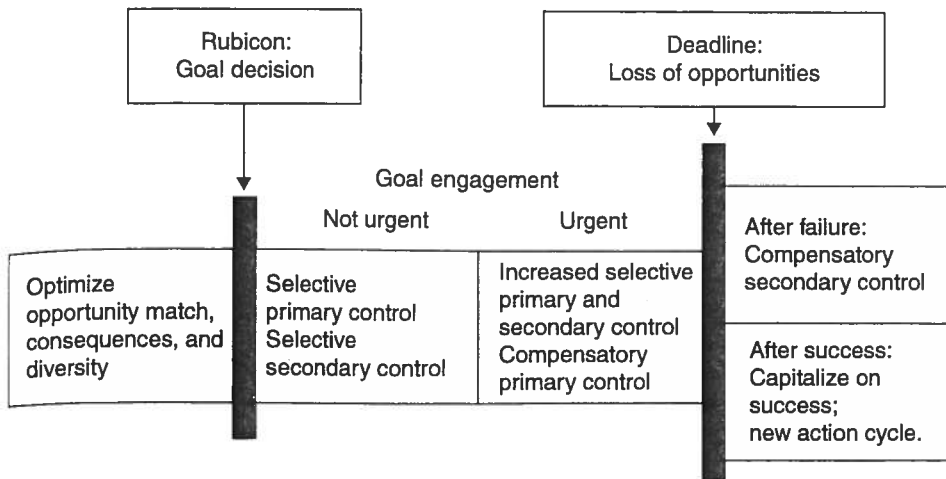 Rubicon:
Goal decision
Deadline:
Loss of opportunities
Goal engagement
Not urgent
Urgent
Optimize
opportunity match,
consequences, and
diversity
Selective
primary control
Selective
secondary control
Increased selective
primary and
secondary control
Compensatory
primary control
After failure:
Compensatory
secondary control
After success:
Capitalize on
success;
new action cycle.